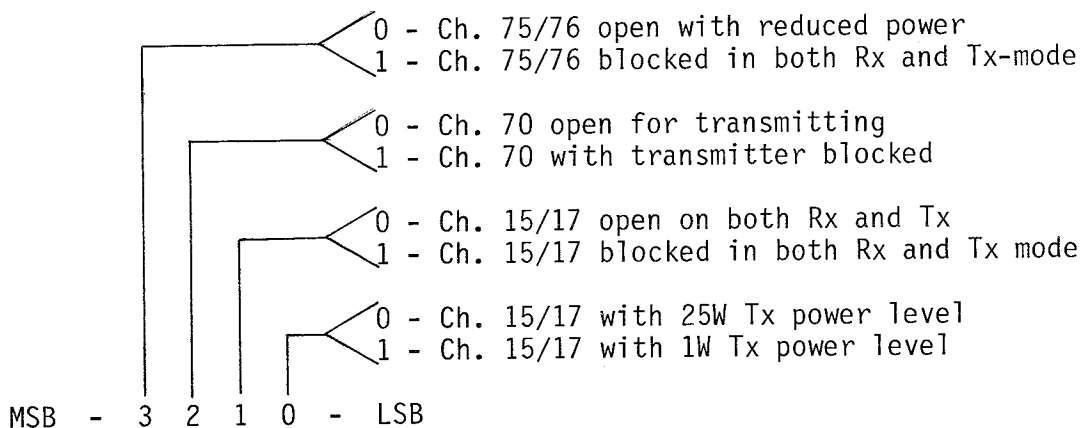 0 - Ch. 75/76 open with reduced power
1 - Ch. 75/76 blocked in both Rx and Tx-mode
0 - Ch. 70 open for transmitting
1 - Ch. 70 with transmitter blocked
0 - Ch. 15/17 open on both Rx and Tx
1 - Ch. 15/17 blocked in both Rx and Tx mode
0 - Ch. 15/17 with 25W Tx power level
1 - Ch. 15/17 with 1W Tx power level
MSB - 3 2 1 0 - LSB